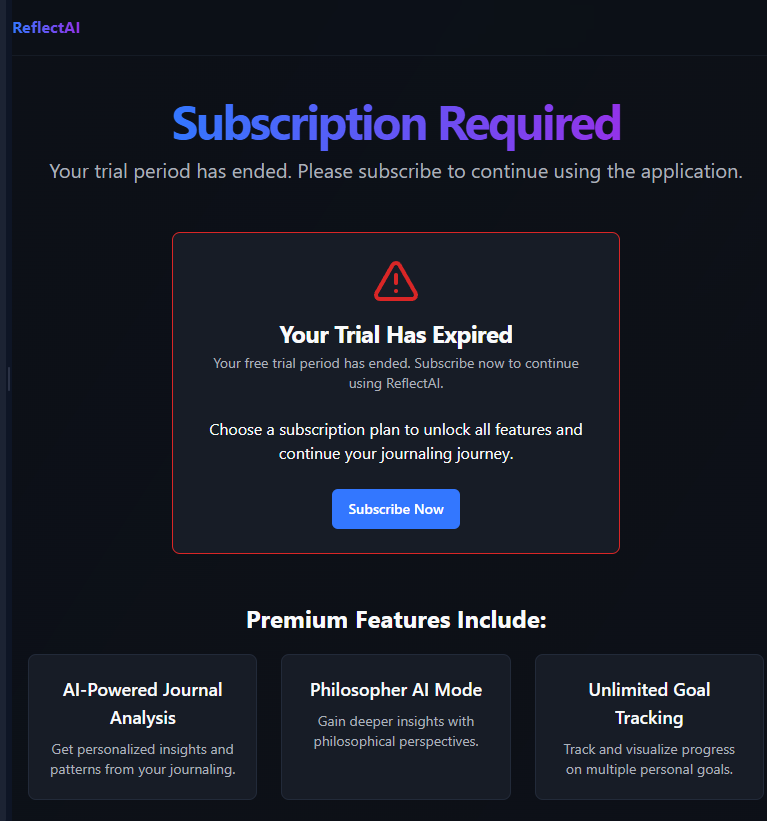 ReflectAI
Subscription Required
Your trial period has ended. Please subscribe to continue using the application.
Your Trial Has Expired
Your free trial period has ended. Subscribe now to continue
using ReflectAI.
Choose a subscription plan to unlock all features and
continue your journaling journey.
Subscribe Now
Premium Features Include:
AI-Powered Journal
Analysis
Get personalized insights and
patterns from your journaling.
Philosopher AI Mode
Gain deeper insights with
philosophical perspectives.
Unlimited Goal
Tracking
Track and visualize progress
on multiple personal goals.